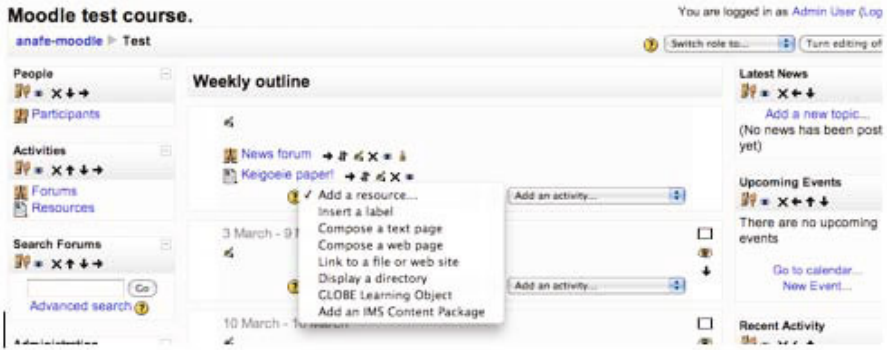 Moodle test course.
You are logged in as Admin User (Log
anafe-moodle Test
Switch role to...
Turn editing of
People
Participants
Activities
Forums
Resources
Search Forums
Go
Advanced search
Administration
Weekly outline
News forum
Keigoeie paper!
Add a resource...
Insert a label
Compose a text page
Compose a web page
Link to a file or web site
Display a directory
GLOBE Learning Object
Add an IMS Content Package
Add an activity...
3 March - 9
Add an activity...
10 March - 16 March
Latest News
Add a new topic...
(No news has been post
yet)
Upcoming Events
There are no upcoming
events
Go to calendar...
New Event...
Recent Activity